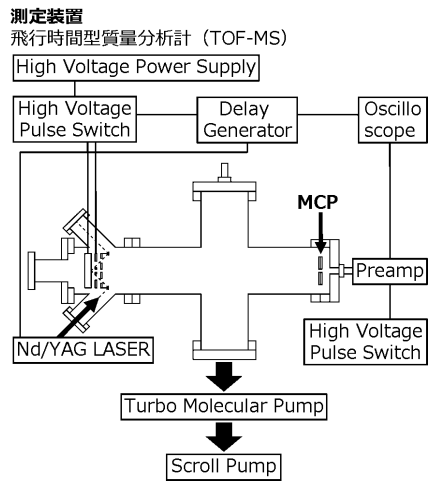 測定装置
飛行時間型質量分析計（TOF-MS）
High Voltage Power Supply
High Voltage
Pulse Switch
Delay
Generator
Oscillo
scope
MCP
Preamp
High Voltage
Pulse Switch
Nd/YAG LASER
Turbo Molecular Pump
Scroll Pump